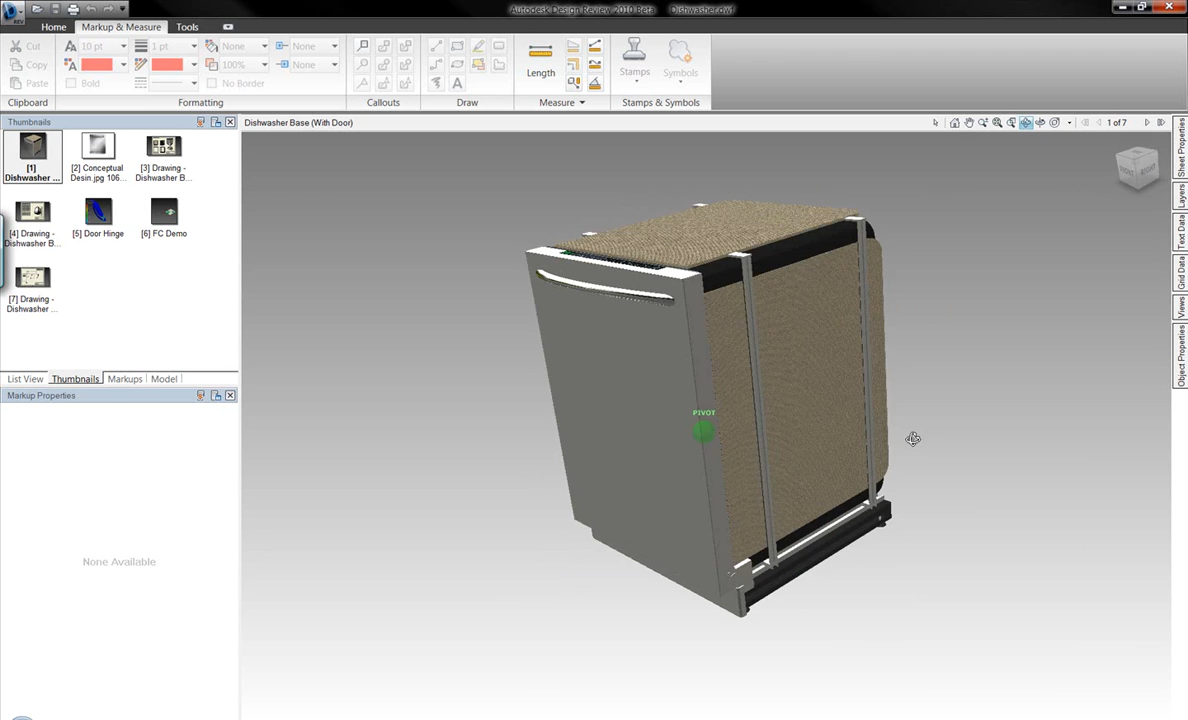 Autodesk Design Review 2010 Beta Dishwasher.dwf
REV
Home Markup & Measure Tools
Cut 10 pt 1 pt None None
Copy 100% None Length Stamps Symbols
Paste Bold No Border
Clipboard Formatting Callouts Draw Measure Stamps & Symbols
Thumbnails
Dishwasher Base (With Door)
1 of 7
[1]
Dishwasher ...
[2] Conceptual
Desin.jpg 106...
[3] Drawing -
Dishwasher B...
[4] Drawing -
Dishwasher B...
[5] Door Hinge
[6] FC Demo
[7] Drawing -
Dishwasher ...
List View Thumbnails Markups Model
Markup Properties
None Available
PIVOT
FRONT RIGHT
Sheet Properties
Layers
Text Data
Grid Data
Views
Object Properties